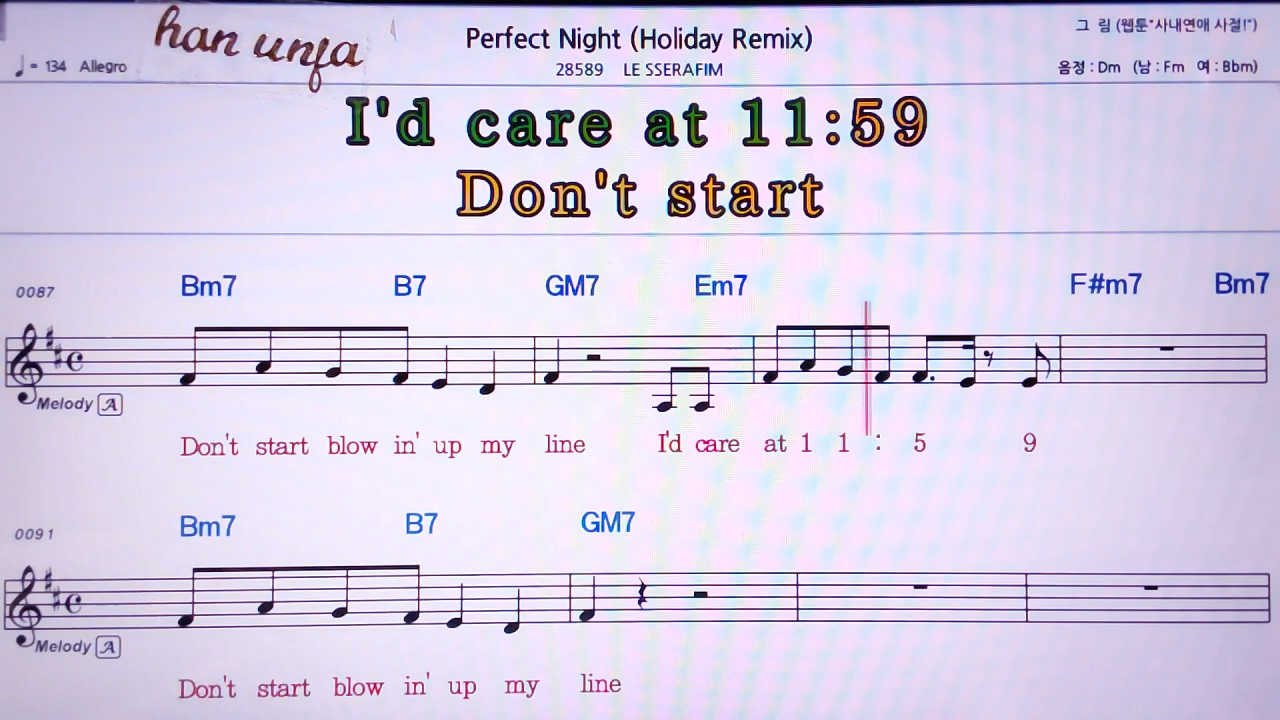 han unfa
Perfect Night (Holiday Remix)
그 림 (웹툰"사내연애 사절!")
♩= 134 Allegro
28589 LE SSERAFIM
음정 : Dm (남 : Fm 여 : Bbm)
I'd care at 11:59
Don't start
0087 Bm7 B7 GM7 Em7 F#m7 Bm7
Melody A
Don't start blow in' up my line I'd care at 1 1 : 5 9
0091 Bm7 B7 GM7
Melody A
Don't start blow in' up my line